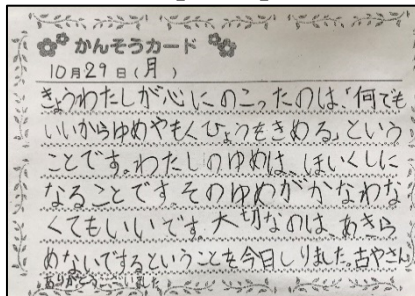 かんそうカード
10月29日(月)
きょうわたしが心にのこったのは、「何でも
いいからゆめやもくひょうをきめる」という
ことです。わたしのゆめは、ほいくしに
なることです。そのゆめがかなわな
くてもいいです。大切なのは、あきら
めないでするということを今日しりました。古やさん
ありがとうございました